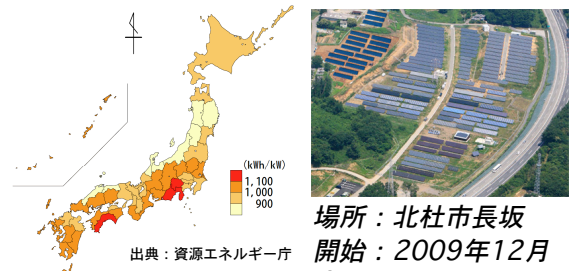 (kWh/kW)
1,100
1,000
900
出典：資源エネルギー庁
場所：北杜市長坂
開始：2009年12月